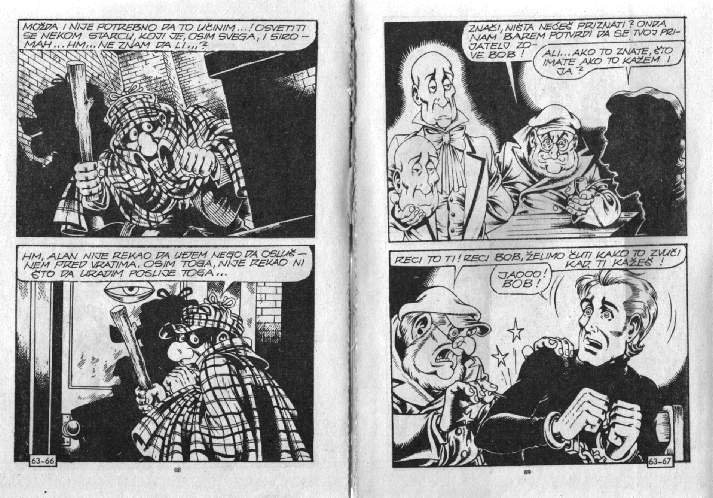 MOŽDA I NIJE POTREBNO DA TO UČINIM...! OSVETITI
SE NEKOM STARCU, KOJI JE, OSIM SVEGA, I SIRO-
MAH... HM... NE ZNAM DA LI...?
HM, ALAN NIJE REKAO DA UĐEM NEGO DA OSLUŠ-
NEM PRED VRATIMA. OSIM TOGA, NIJE REKAO NI
ŠTO DA URADIM POSLIJE TOGA...
63-66
68
ZNAČI, NIŠTA NEĆEŠ PRIZNATI? ONDA
NAM BAREM POTVRDI DA SE TVOJ PRI-
JATELJ ZO-
VE BOB!
ALI... AKO TO ZNATE, ŠTO
IMATE AKO TO KAŽEM I
JA?
RECI TO TI! RECI BOB, ŽELIMO ČUTI KAKO TO ZVUČI
KAD TI KAŽEŠ!
JAOOO!
BOB!
63-67
69